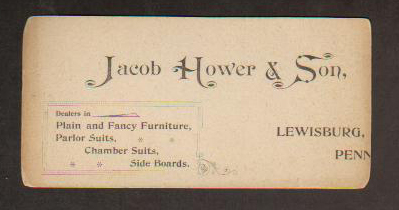 Jacob Hower & Son,
Dealers in
Plain and Fancy Furniture,
Parlor Suits,
Chamber Suits,
Side Boards.
LEWISBURG,
PENN